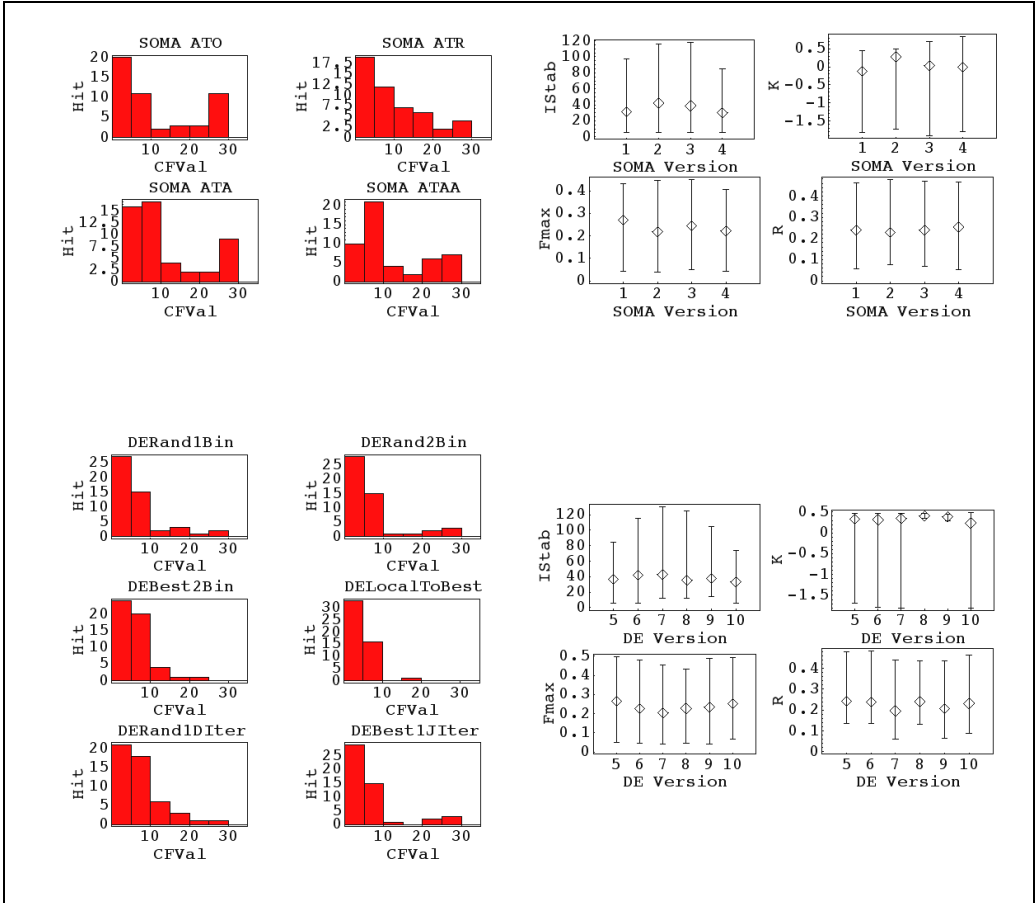 SOMA ATO
20
15
10
5
0
Hit
10 20 30
CFVal
SOMA ATR
17.5
15
12.5
10
7.5
5
2.5
0
Hit
10 20 30
CFVal
SOMA ATA
15
12.5
10
7.5
5
2.5
0
Hit
10 20 30
CFVal
SOMA ATAA
20
15
10
5
0
Hit
10 20 30
CFVal
120
100
80
60
40
20
0
IStab
1 2 3 4
SOMA Version
0.5
0
-0.5
-1
-1.5
K
1 2 3 4
SOMA Version
0.4
0.3
0.2
0.1
0
Fmax
1 2 3 4
SOMA Version
0.4
0.3
0.2
0.1
0
R
1 2 3 4
SOMA Version
DERand1Bin
25
20
15
10
5
0
Hit
10 20 30
CFVal
DERand2Bin
25
20
15
10
5
0
Hit
10 20 30
CFVal
DEBest2Bin
20
15
10
5
0
Hit
10 20 30
CFVal
DELocalToBest
30
25
20
15
10
5
0
Hit
10 20 30
CFVal
DERand1DIter
20
15
10
5
0
Hit
10 20 30
CFVal
DEBest1JIter
25
20
15
10
5
0
Hit
10 20 30
CFVal
120
100
80
60
40
20
0
IStab
5 6 7 8 9 10
DE Version
0.5
0
-0.5
-1
-1.5
K
5 6 7 8 9 10
DE Version
0.5
0.4
0.3
0.2
0.1
0
Fmax
5 6 7 8 9 10
DE Version
0.4
0.3
0.2
0.1
0
R
5 6 7 8 9 10
DE Version